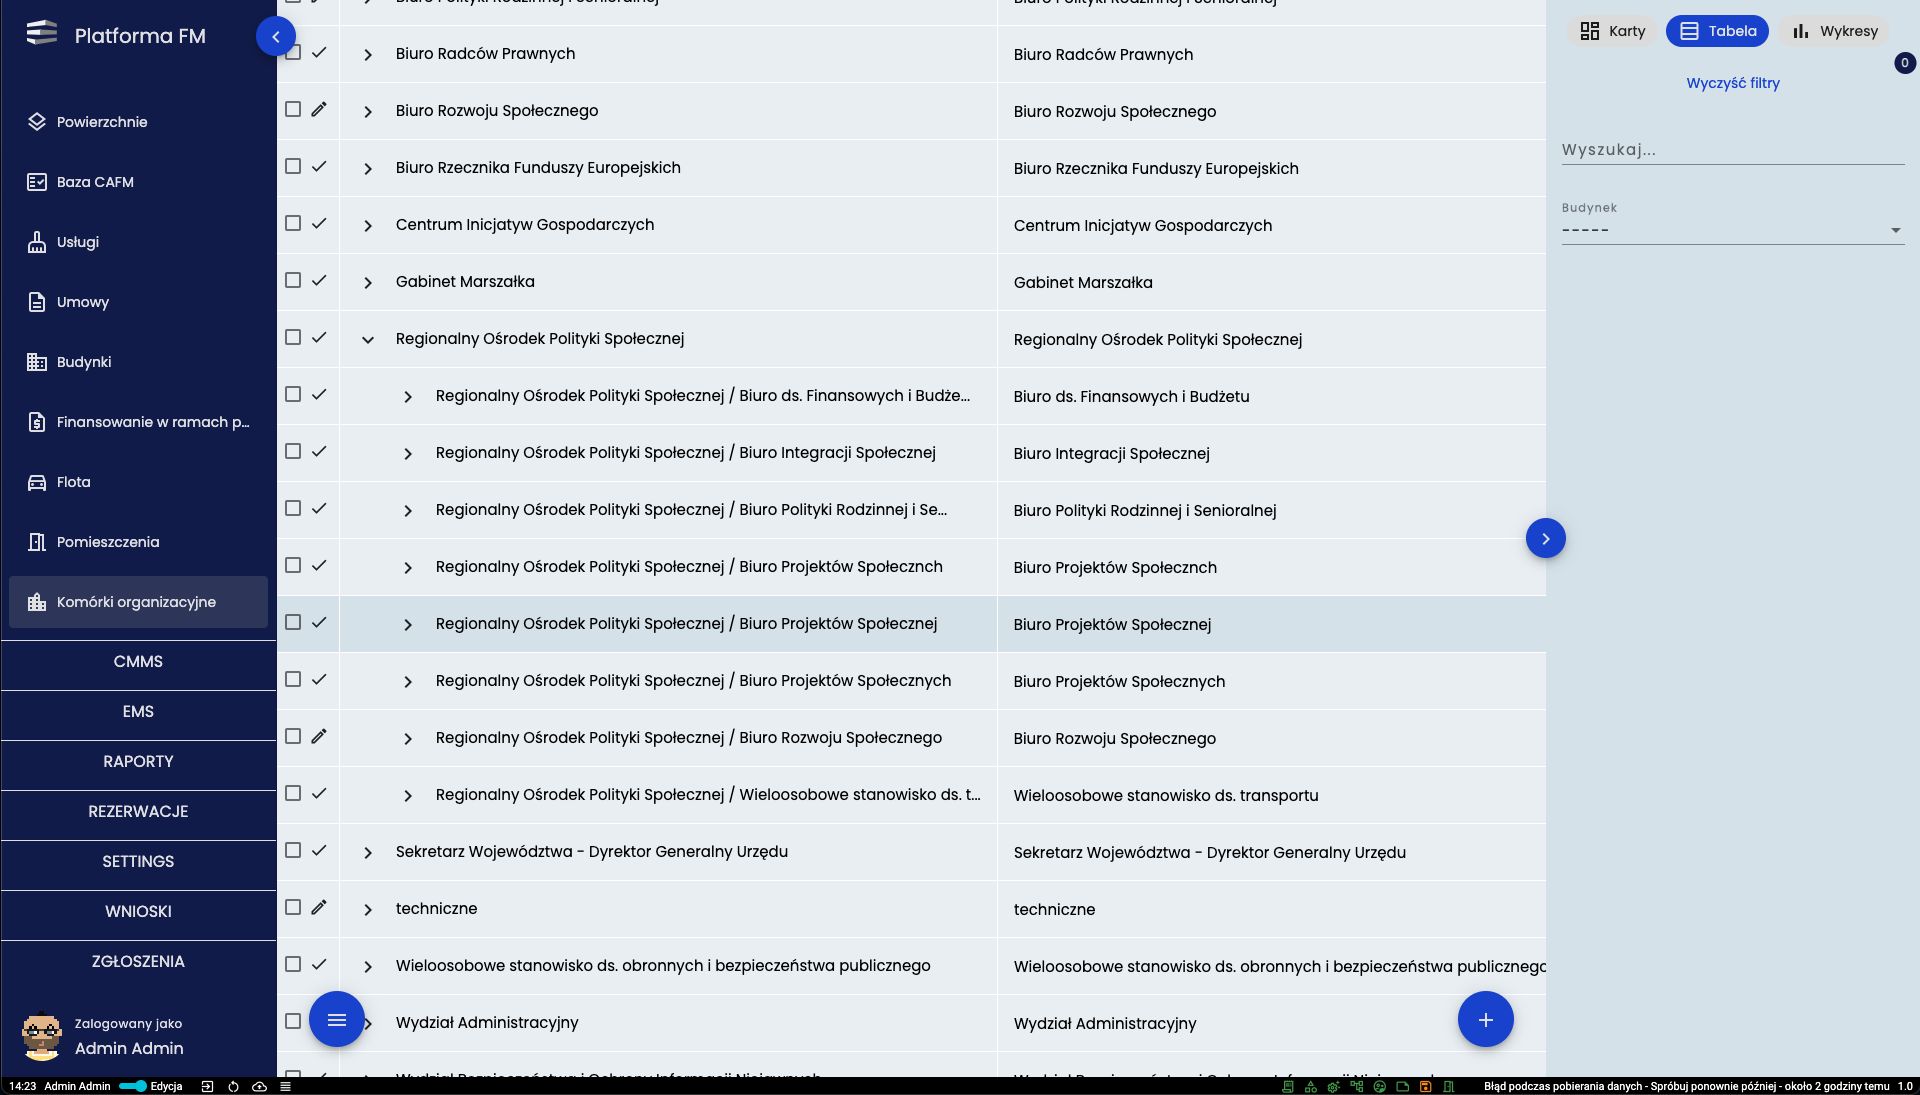 Platforma FM
Powierzchnie
Baza CAFM
Usługi
Umowy
Budynki
Finansowanie w ramach p...
Flota
Pomieszczenia
Komórki organizacyjne
CMMS
EMS
RAPORTY
REZERWACJE
SETTINGS
WNIOSKI
ZGŁOSZENIA
Zalogowany jako
Admin Admin
Biuro Radców Prawnych Biuro Radców Prawnych
Biuro Rozwoju Społecznego Biuro Rozwoju Społecznego
Biuro Rzecznika Funduszy Europejskich Biuro Rzecznika Funduszy Europejskich
Centrum Inicjatyw Gospodarczych Centrum Inicjatyw Gospodarczych
Gabinet Marszałka Gabinet Marszałka
Regionalny Ośrodek Polityki Społecznej Regionalny Ośrodek Polityki Społecznej
Regionalny Ośrodek Polityki Społecznej / Biuro ds. Finansowych i Budże... Biuro ds. Finansowych i Budżetu
Regionalny Ośrodek Polityki Społecznej / Biuro Integracji Społecznej Biuro Integracji Społecznej
Regionalny Ośrodek Polityki Społecznej / Biuro Polityki Rodzinnej i Se... Biuro Polityki Rodzinnej i Senioralnej
Regionalny Ośrodek Polityki Społecznej / Biuro Projektów Społecznch Biuro Projektów Społecznch
Regionalny Ośrodek Polityki Społecznej / Biuro Projektów Społecznej Biuro Projektów Społecznej
Regionalny Ośrodek Polityki Społecznej / Biuro Projektów Społecznych Biuro Projektów Społecznych
Regionalny Ośrodek Polityki Społecznej / Biuro Rozwoju Społecznego Biuro Rozwoju Społecznego
Regionalny Ośrodek Polityki Społecznej / Wieloosobowe stanowisko ds. t... Wieloosobowe stanowisko ds. transportu
Sekretarz Województwa - Dyrektor Generalny Urzędu Sekretarz Województwa - Dyrektor Generalny Urzędu
techniczne techniczne
Wieloosobowe stanowisko ds. obronnych i bezpieczeństwa publicznego Wieloosobowe stanowisko ds. obronnych i bezpieczeństwa publicznego
Wydział Administracyjny Wydział Administracyjny
Karty Tabela Wykresy
0
Wyczyść filtry
Wyszukaj...
Budynek
-----
14:23 Admin Admin Edycja Błąd podczas pobierania danych - Spróbuj ponownie później - około 2 godziny temu 1.0